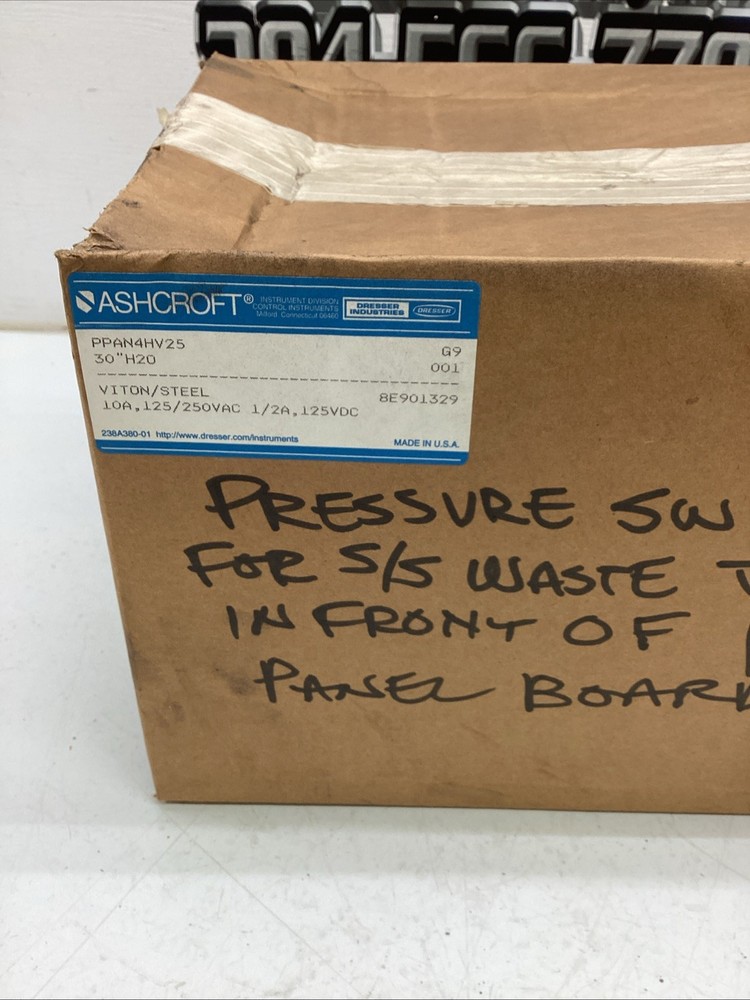 ASHCROFT®
INSTRUMENT DIVISION
CONTROL INSTRUMENTS
Milford, Connecticut 06460
DRESSER
INDUSTRIES
DRESSER
PPAN4HV25 G9
30"H2O 001
VITON/STEEL 8E901329
10A,125/250VAC 1/2A,125VDC
238A380-01 http://www.dresser.com/instruments MADE IN U.S.A.
PRESSURE SW
FOR S/S WASTE
IN FRONT OF
PANEL BOARD